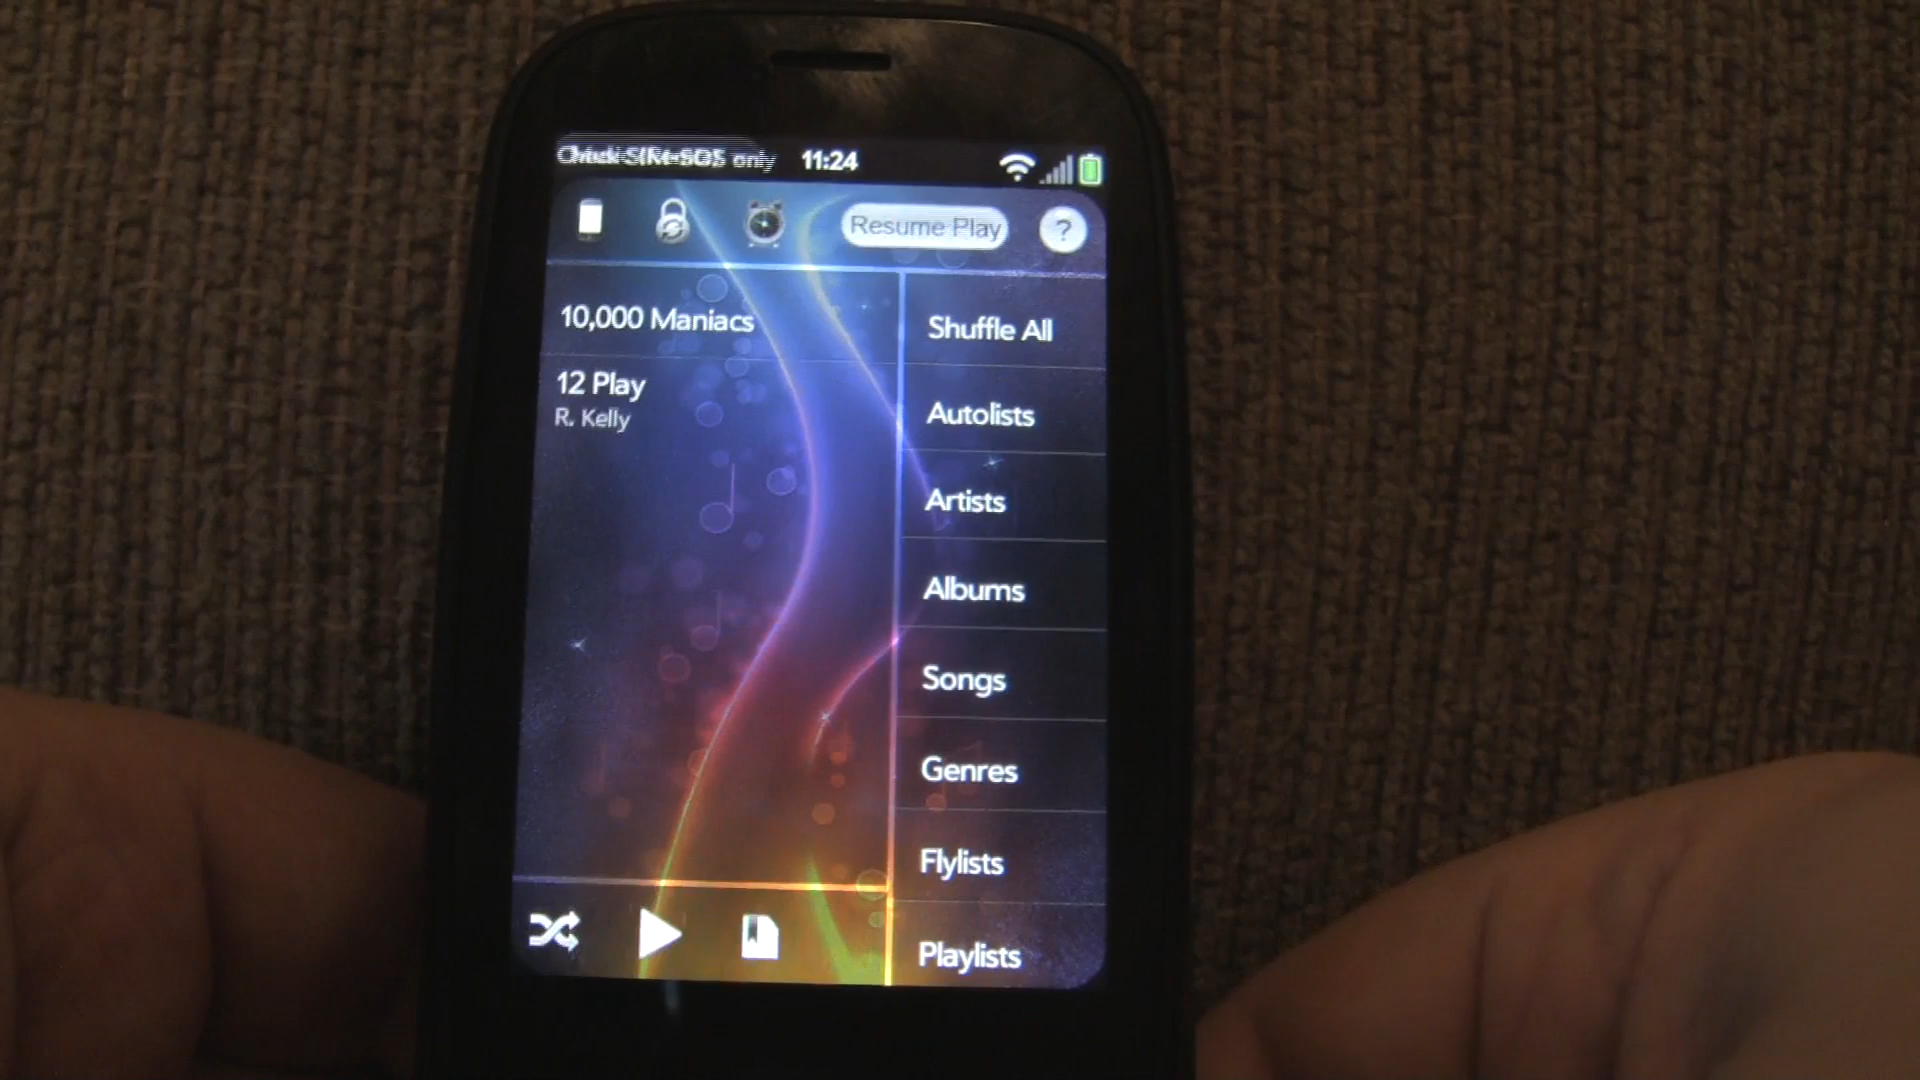 only 11:24
Resume Play ?
10,000 Maniacs
12 Play
R. Kelly
Shuffle All
Autolists
Artists
Albums
Songs
Genres
Flylists
Playlists